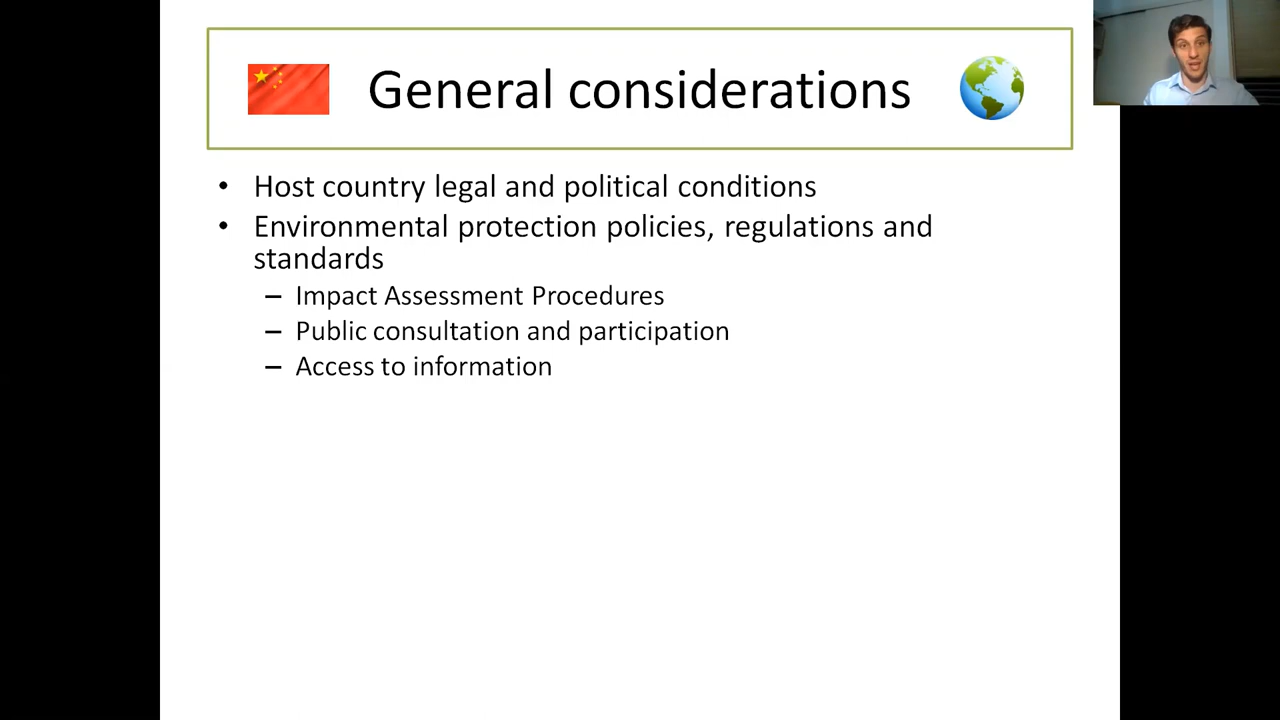 General considerations
• Host country legal and political conditions
• Environmental protection policies, regulations and
standards
– Impact Assessment Procedures
– Public consultation and participation
– Access to information